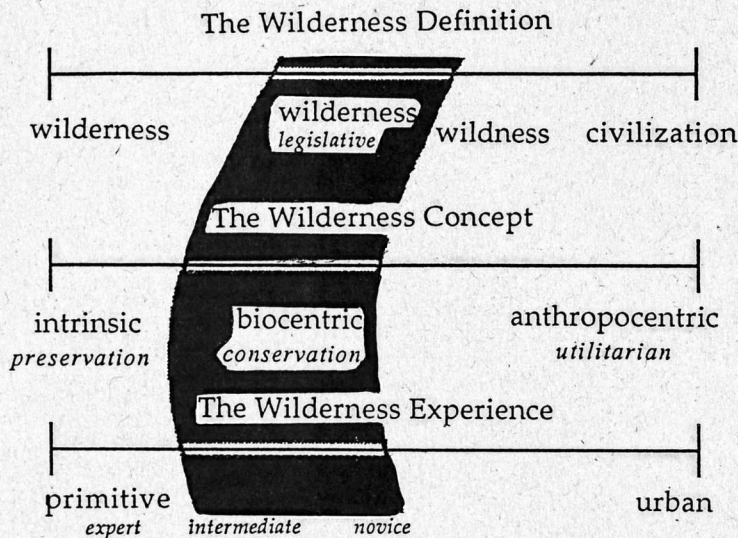 The Wilderness Definition
wilderness wilderness wildness civilization
legislative
The Wilderness Concept
intrinsic biocentric anthropocentric
preservation conservation utilitarian
The Wilderness Experience
primitive urban
expert intermediate novice